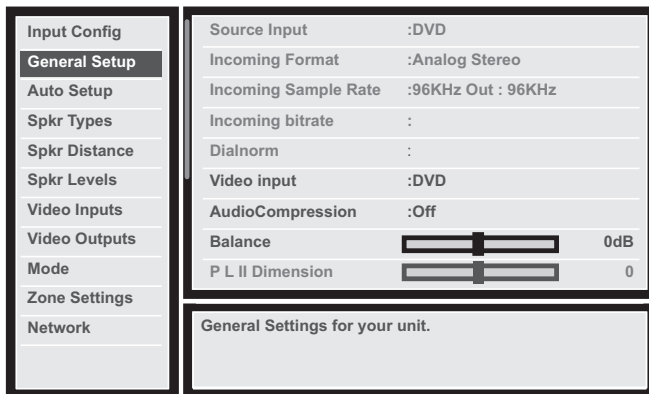 Input Config
General Setup
Auto Setup
Spkr Types
Spkr Distance
Spkr Levels
Video Inputs
Video Outputs
Mode
Zone Settings
Network
Source Input :DVD
Incoming Format :Analog Stereo
Incoming Sample Rate :96KHz Out : 96KHz
Incoming bitrate :
Dialnorm :
Video input :DVD
AudioCompression :Off
Balance 0dB
P L II Dimension 0
General Settings for your unit.